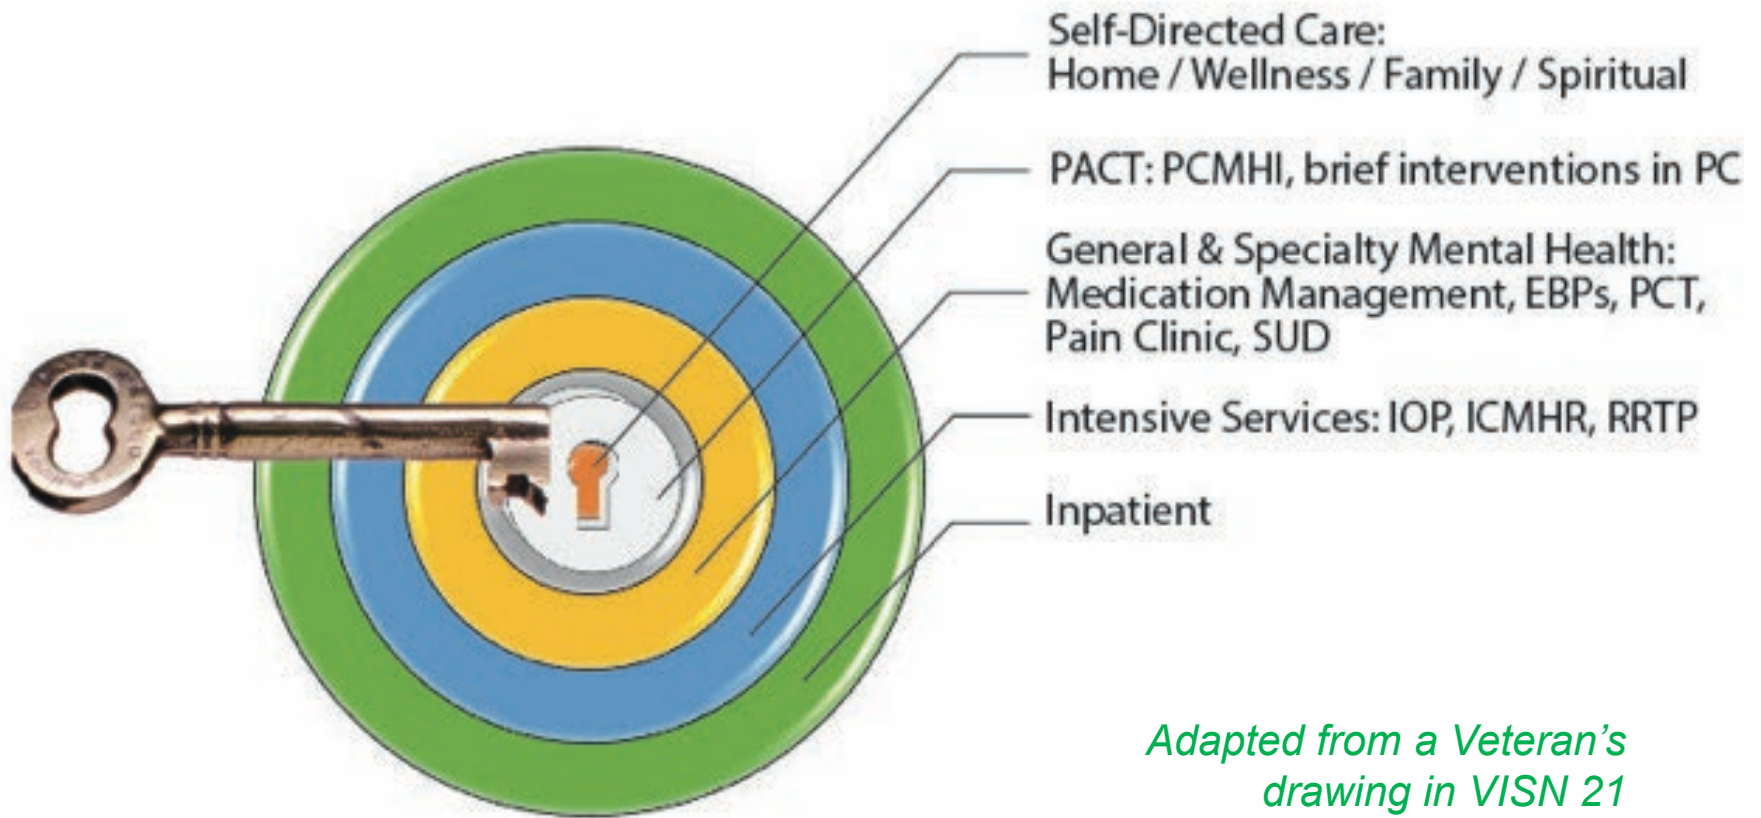 Self-Directed Care:
Home / Wellness / Family / Spiritual
PACT: PCMHI, brief interventions in PC
General & Specialty Mental Health:
Medication Management, EBPs, PCT,
Pain Clinic, SUD
Intensive Services: IOP, ICMHR, RRTP
Inpatient
Adapted from a Veteran’s
drawing in VISN 21